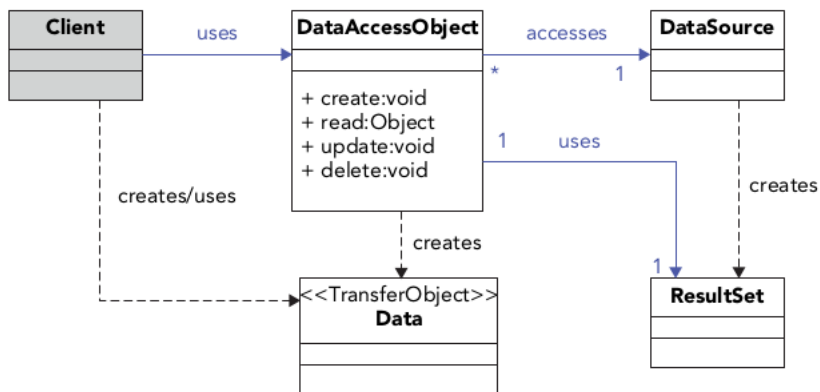 Client
uses
DataAccessObject
accesses
DataSource
*
1
+ create:void
+ read:Object
+ update:void
+ delete:void
1
uses
creates/uses
creates
creates
1
<<TransferObject>>
Data
ResultSet